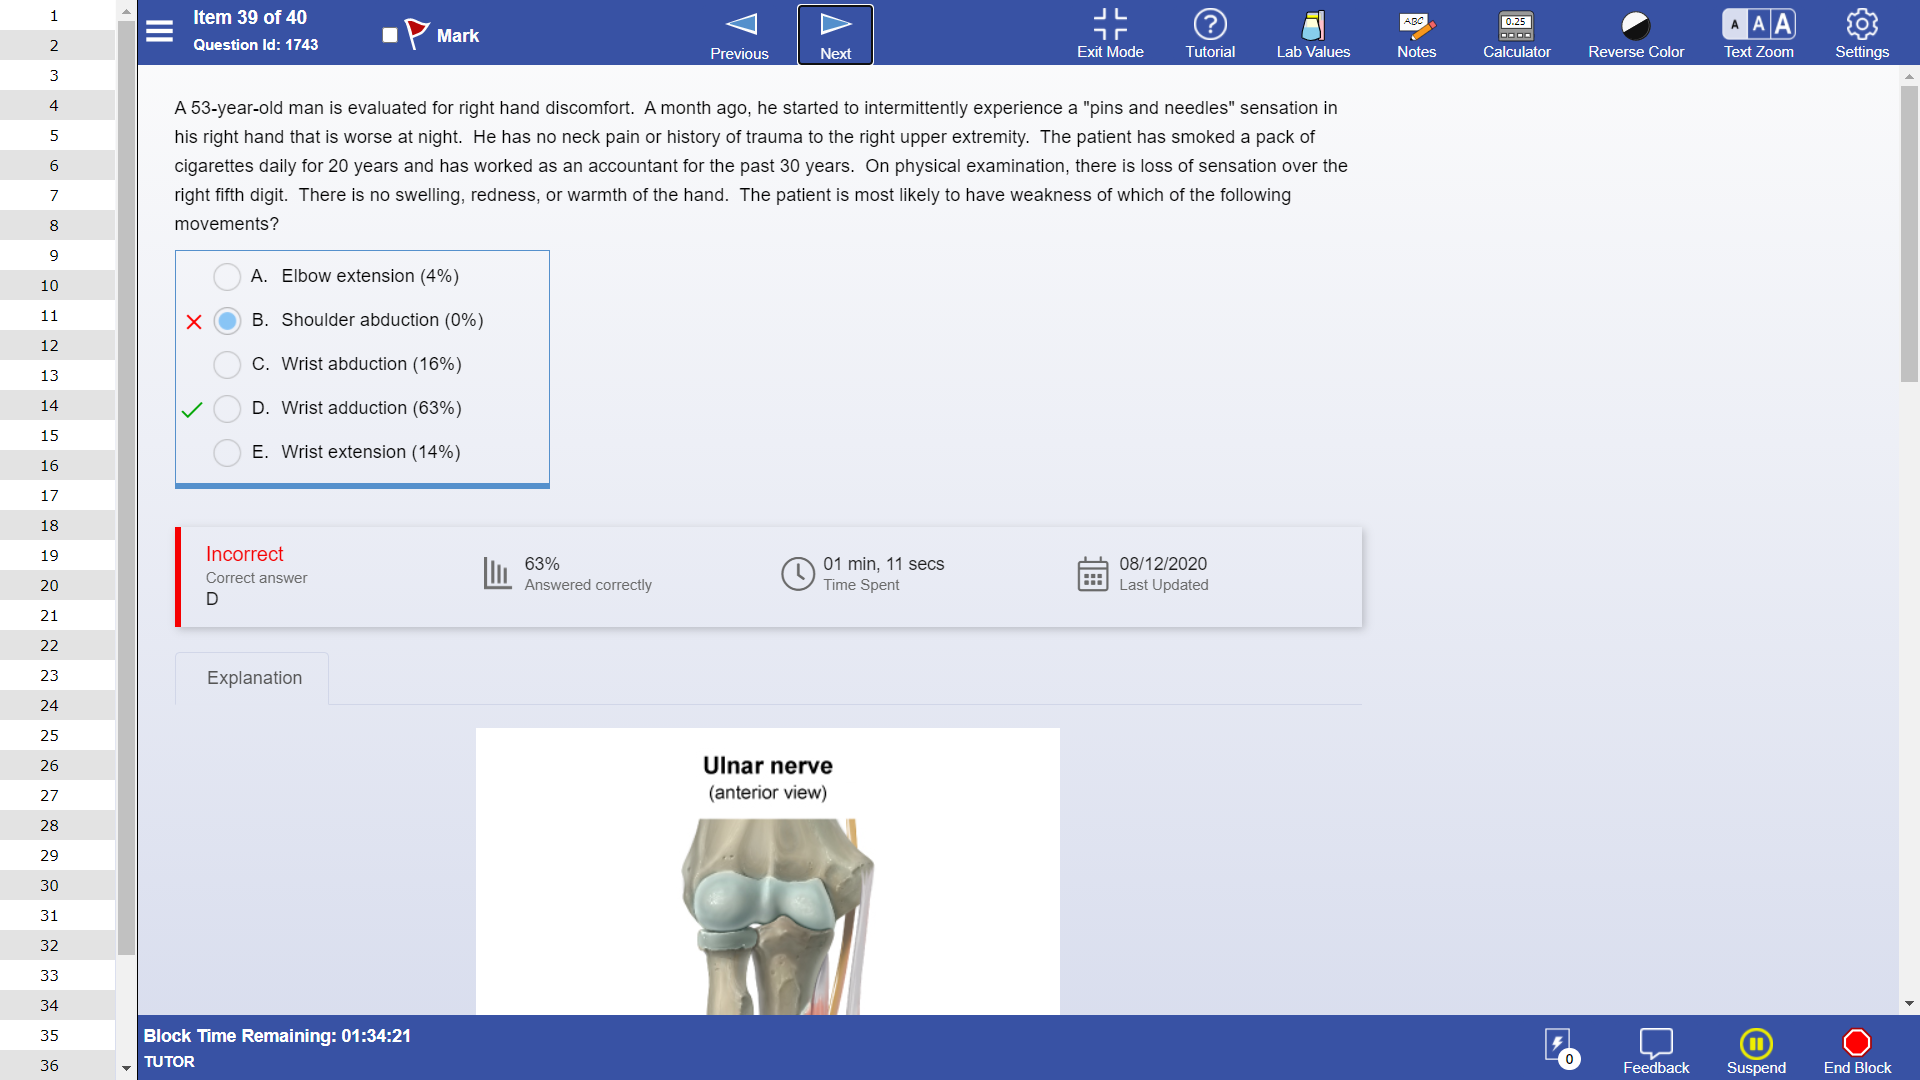 1
2
3
4
5
6
7
8
9
10
11
12
13
14
15
16
17
18
19
20
21
22
23
24
25
26
27
28
29
30
31
32
33
34
35
36
Item 39 of 40
Question Id: 1743
Mark
Previous
Next
Exit Mode
Tutorial
Lab Values
ABC
Notes
0.25
Calculator
Reverse Color
A A A
Text Zoom
Settings
A 53-year-old man is evaluated for right hand discomfort. A month ago, he started to intermittently experience a "pins and needles" sensation in
his right hand that is worse at night. He has no neck pain or history of trauma to the right upper extremity. The patient has smoked a pack of
cigarettes daily for 20 years and has worked as an accountant for the past 30 years. On physical examination, there is loss of sensation over the
right fifth digit. There is no swelling, redness, or warmth of the hand. The patient is most likely to have weakness of which of the following
movements?
A. Elbow extension (4%)
B. Shoulder abduction (0%)
C. Wrist abduction (16%)
D. Wrist adduction (63%)
E. Wrist extension (14%)
Incorrect
Correct answer
D
63%
Answered correctly
01 min, 11 secs
Time Spent
08/12/2020
Last Updated
Explanation
Ulnar nerve
(anterior view)
Block Time Remaining: 01:34:21
TUTOR
0
Feedback
Suspend
End Block